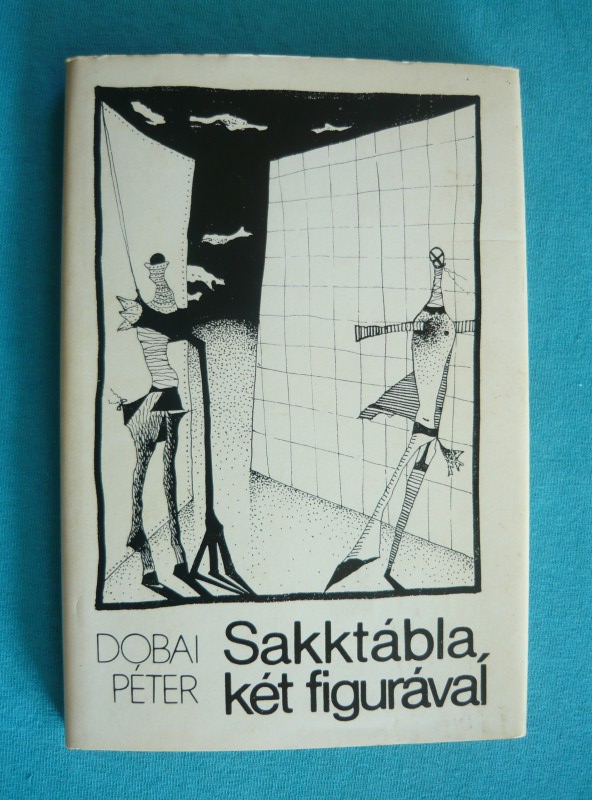 DOBAI
PÉTER
Sakktábla,
két figurával